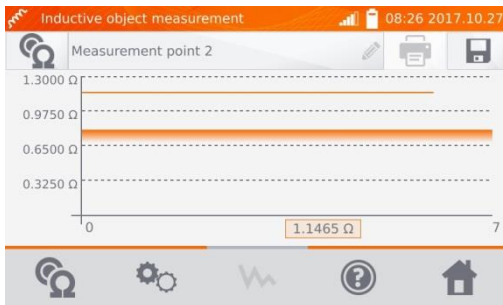 Inductive object measurement 08:26 2017.10.27
Measurement point 2
1.3000 Ω
0.9750 Ω
0.6500 Ω
0.3250 Ω
0 1.1465 Ω 7